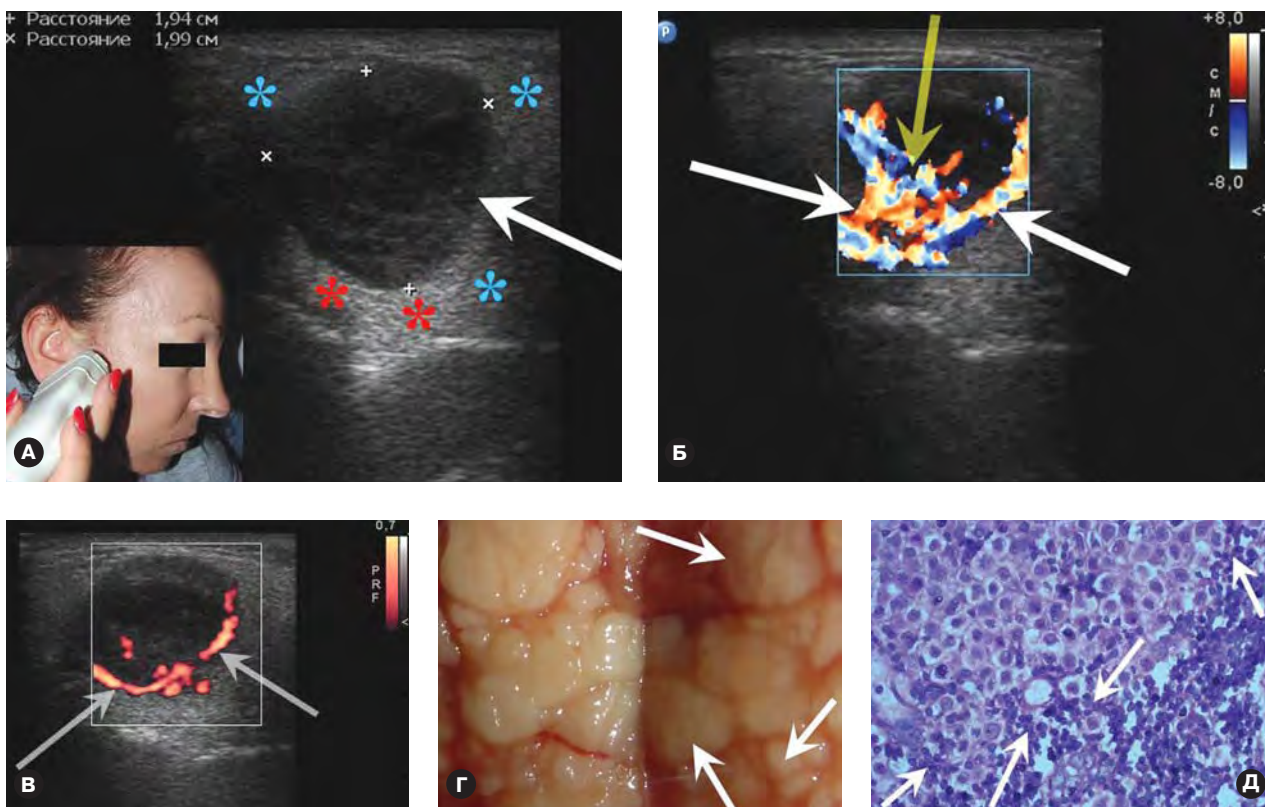 + Расстояние 1,94 см
× Расстояние 1,99 см
А
P
+8,0
с
м
/
с
-8,0
Б
0,7
P
R
F
В
Г
Д